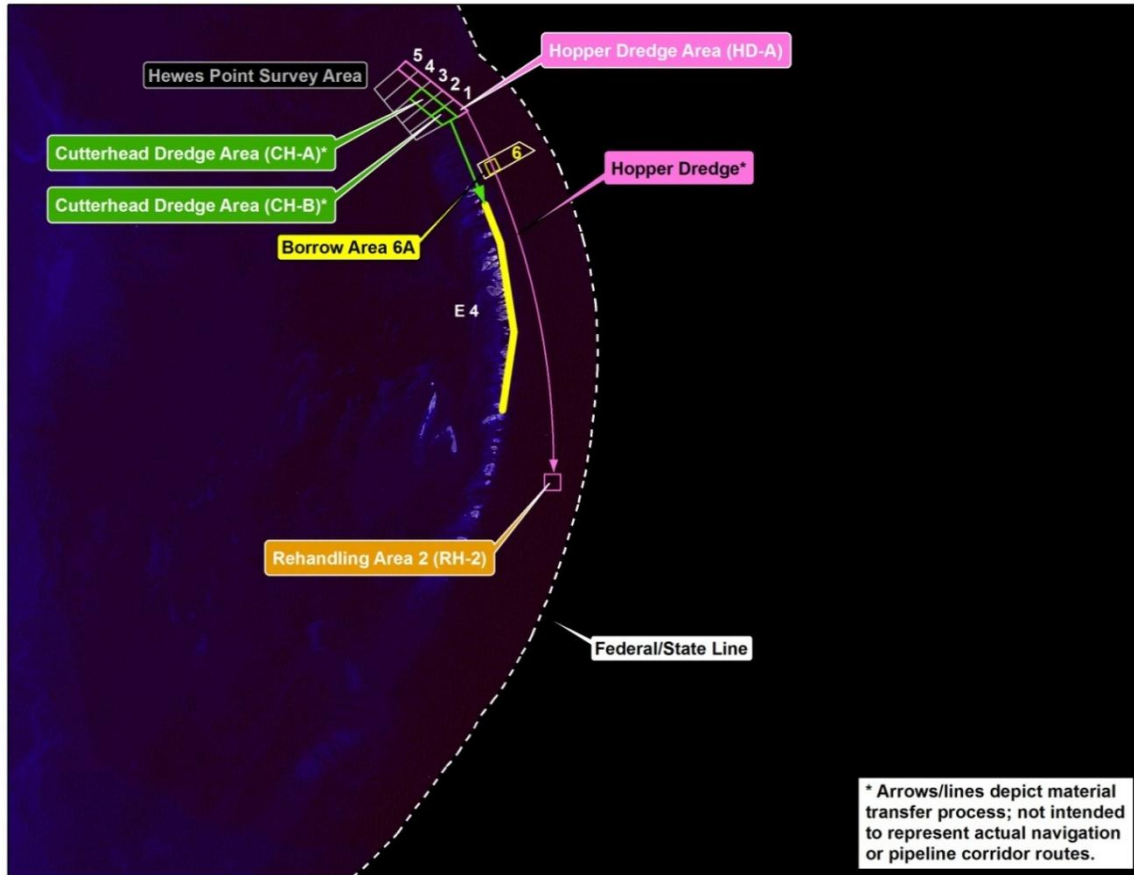 Hopper Dredge Area (HD-A)
5
4
3
2
1
Hewes Point Survey Area
Cutterhead Dredge Area (CH-A)*
6
Hopper Dredge*
Cutterhead Dredge Area (CH-B)*
Borrow Area 6A
E 4
Rehandling Area 2 (RH-2)
Federal/State Line
* Arrows/lines depict material
transfer process; not intended
to represent actual navigation
or pipeline corridor routes.